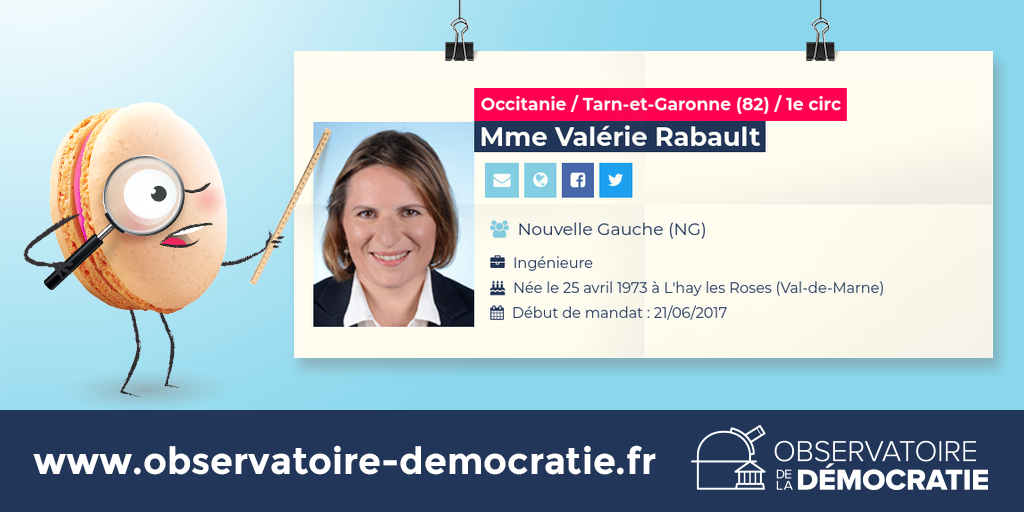 Occitanie / Tarn-et-Garonne (82) / 1e circ
Mme Valérie Rabault
Nouvelle Gauche (NG)
Ingénieure
Née le 25 avril 1973 à L'hay les Roses (Val-de-Marne)
Début de mandat : 21/06/2017
www.observatoire-democratie.fr
OBSERVATOIRE
DE LA DÉMOCRATIE